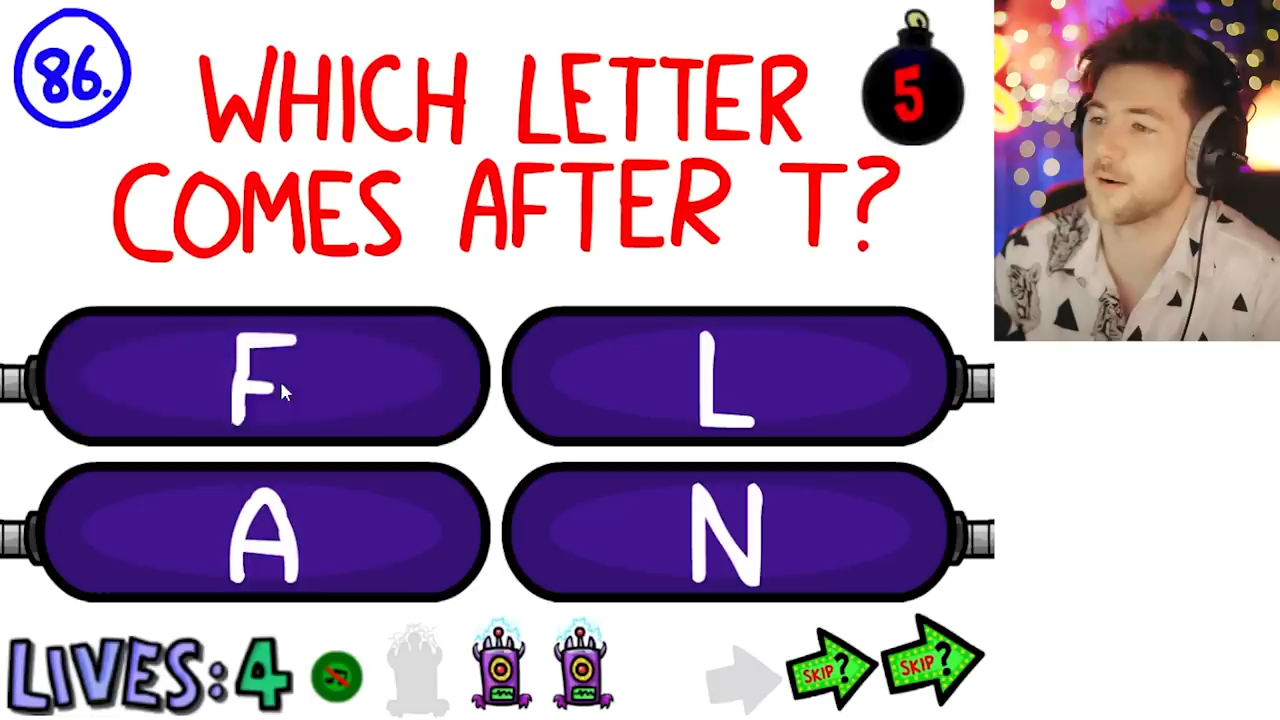 86.
WHICH LETTER
5
COMES AFTER T?
F
L
A
N
LIVES:4
SKIP?
SKIP?